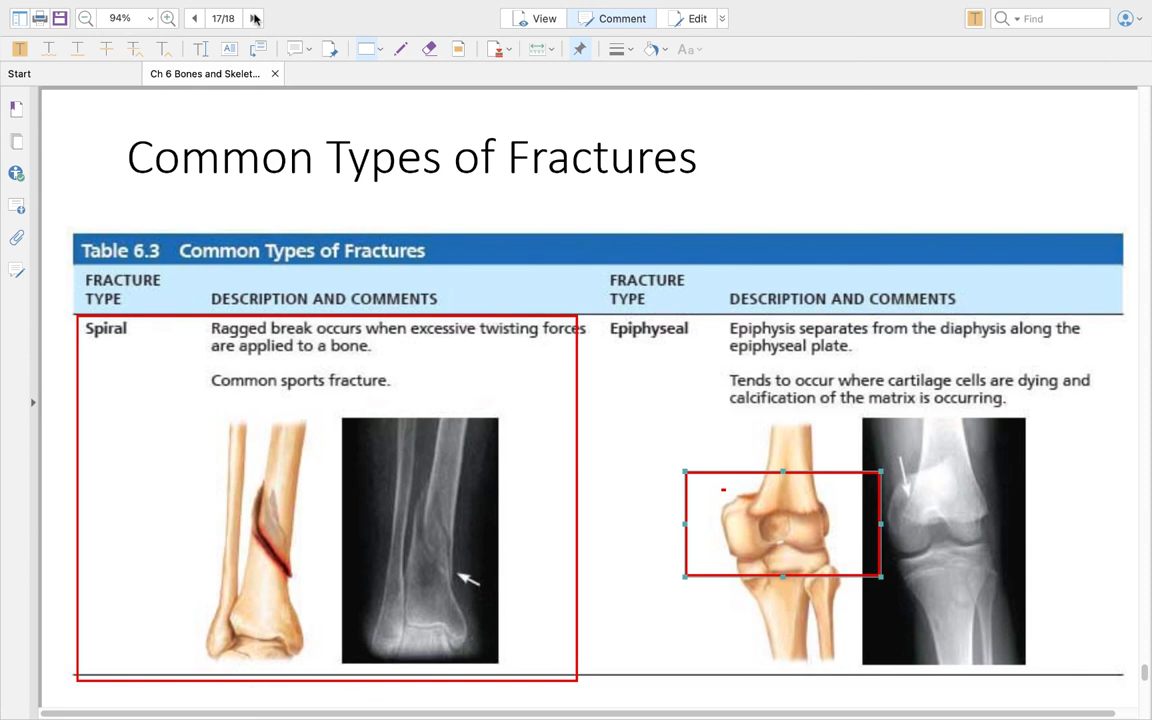 94%
17/18
View
Comment
Edit
Find
Aa
Start
Ch 6 Bones and Skelet...
Common Types of Fractures
Table 6.3 Common Types of Fractures
FRACTURE TYPE
DESCRIPTION AND COMMENTS
FRACTURE TYPE
DESCRIPTION AND COMMENTS
Spiral
Ragged break occurs when excessive twisting forces
are applied to a bone.
Common sports fracture.
Epiphyseal
Epiphysis separates from the diaphysis along the
epiphyseal plate.
Tends to occur where cartilage cells are dying and
calcification of the matrix is occurring.